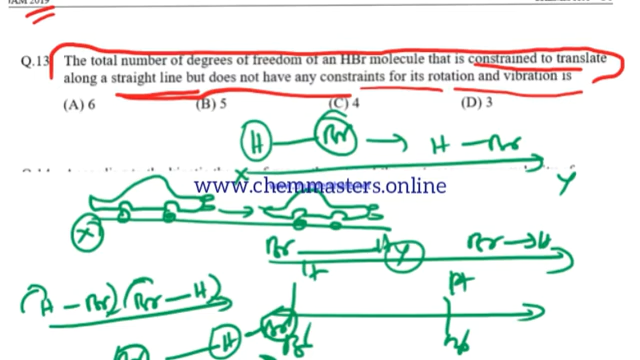 JAM 2019
Q.13 The total number of degrees of freedom of an HBr molecule that is constrained to translate
along a straight line but does not have any constraints for its rotation and vibration is
(A) 6 (B) 5 (C) 4 (D) 3
H Br → H — Br
X Y
www.chemmasters.online
X
Br H Y Br → H
H H
(H – Br) (Br – H)
H Br Br